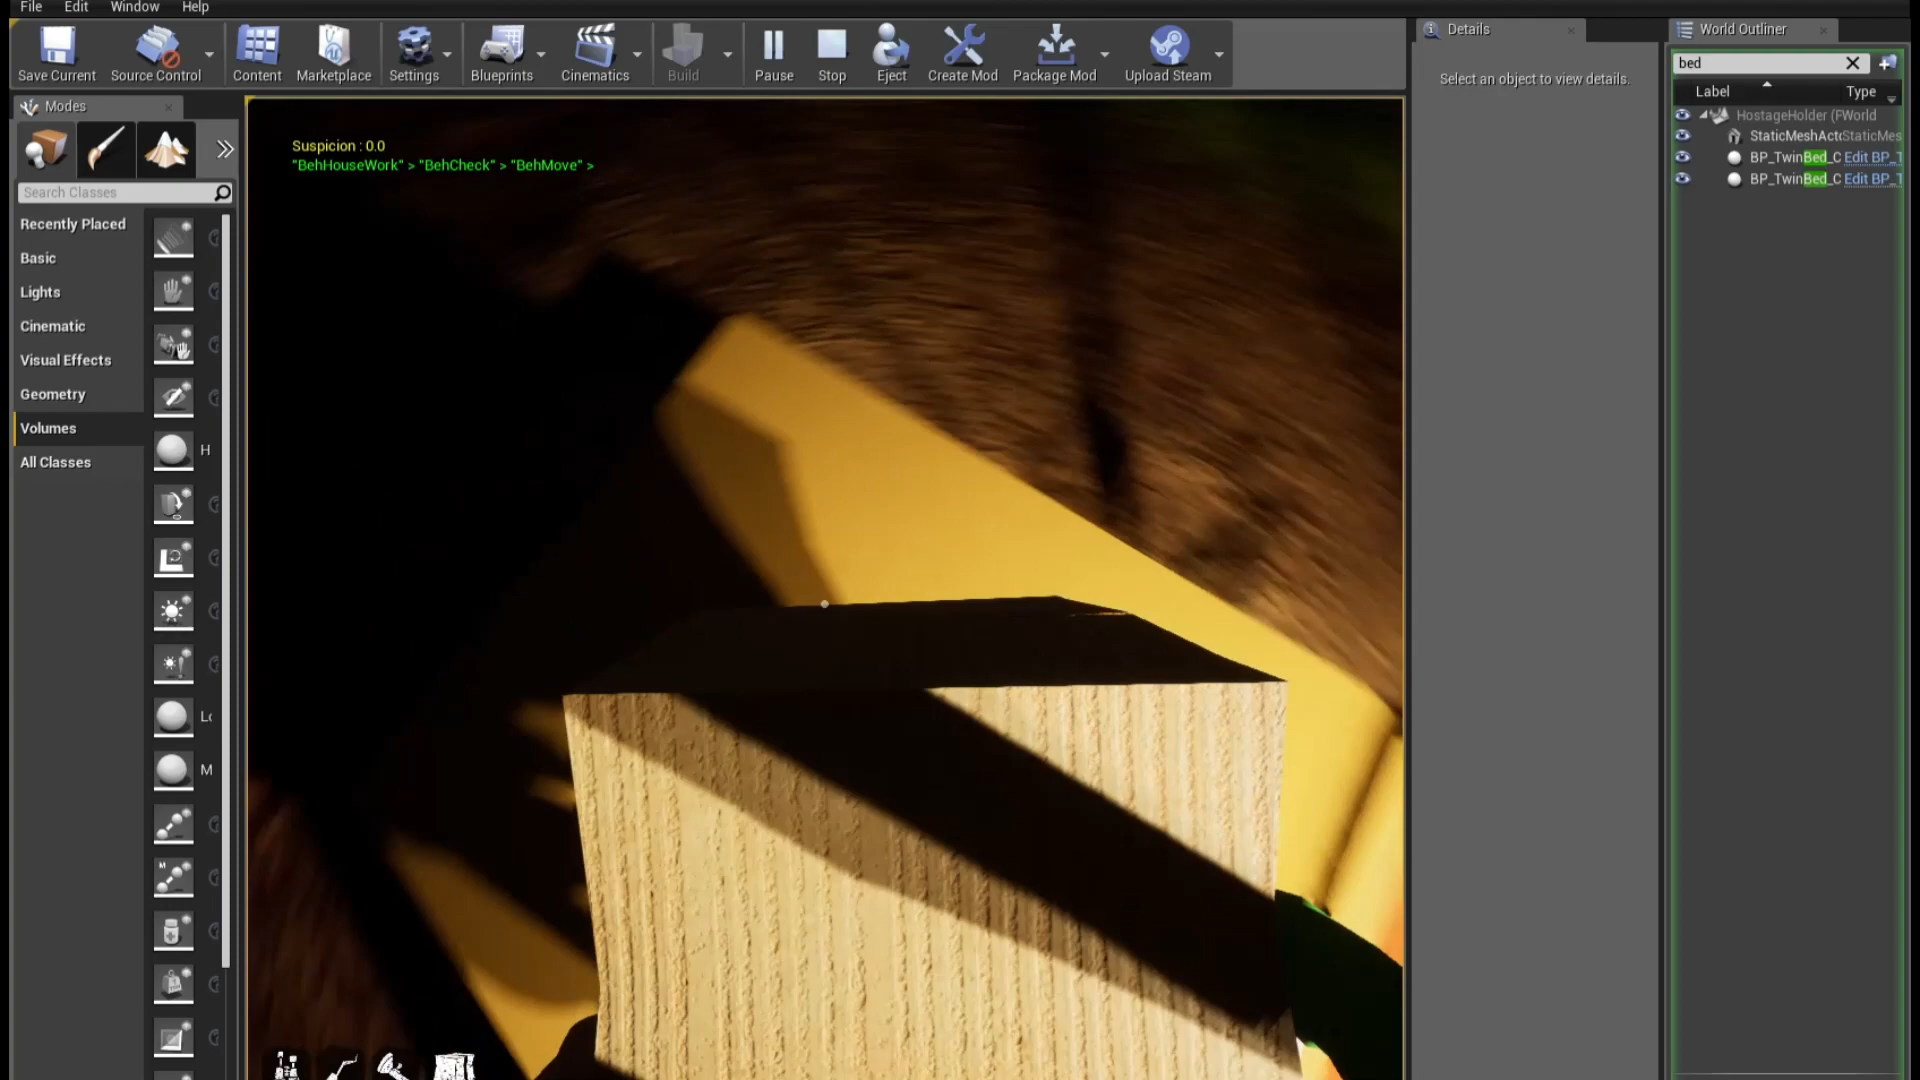 File Edit Window Help
Save Current Source Control Content Marketplace Settings Blueprints Cinematics Build Pause Stop Eject Create Mod Package Mod Upload Steam
Modes
Search Classes
Recently Placed
Basic
Lights
Cinematic
Visual Effects
Geometry
Volumes
All Classes
H
M
Suspicion : 0.0
"BehHouseWork" > "BehCheck" > "BehMove" >
Details
Select an object to view details.
World Outliner
bed
Label Type
HostageHolder (F World
StaticMeshAct StaticMes
BP_TwinBed_C Edit BP_T
BP_TwinBed_C Edit BP_T